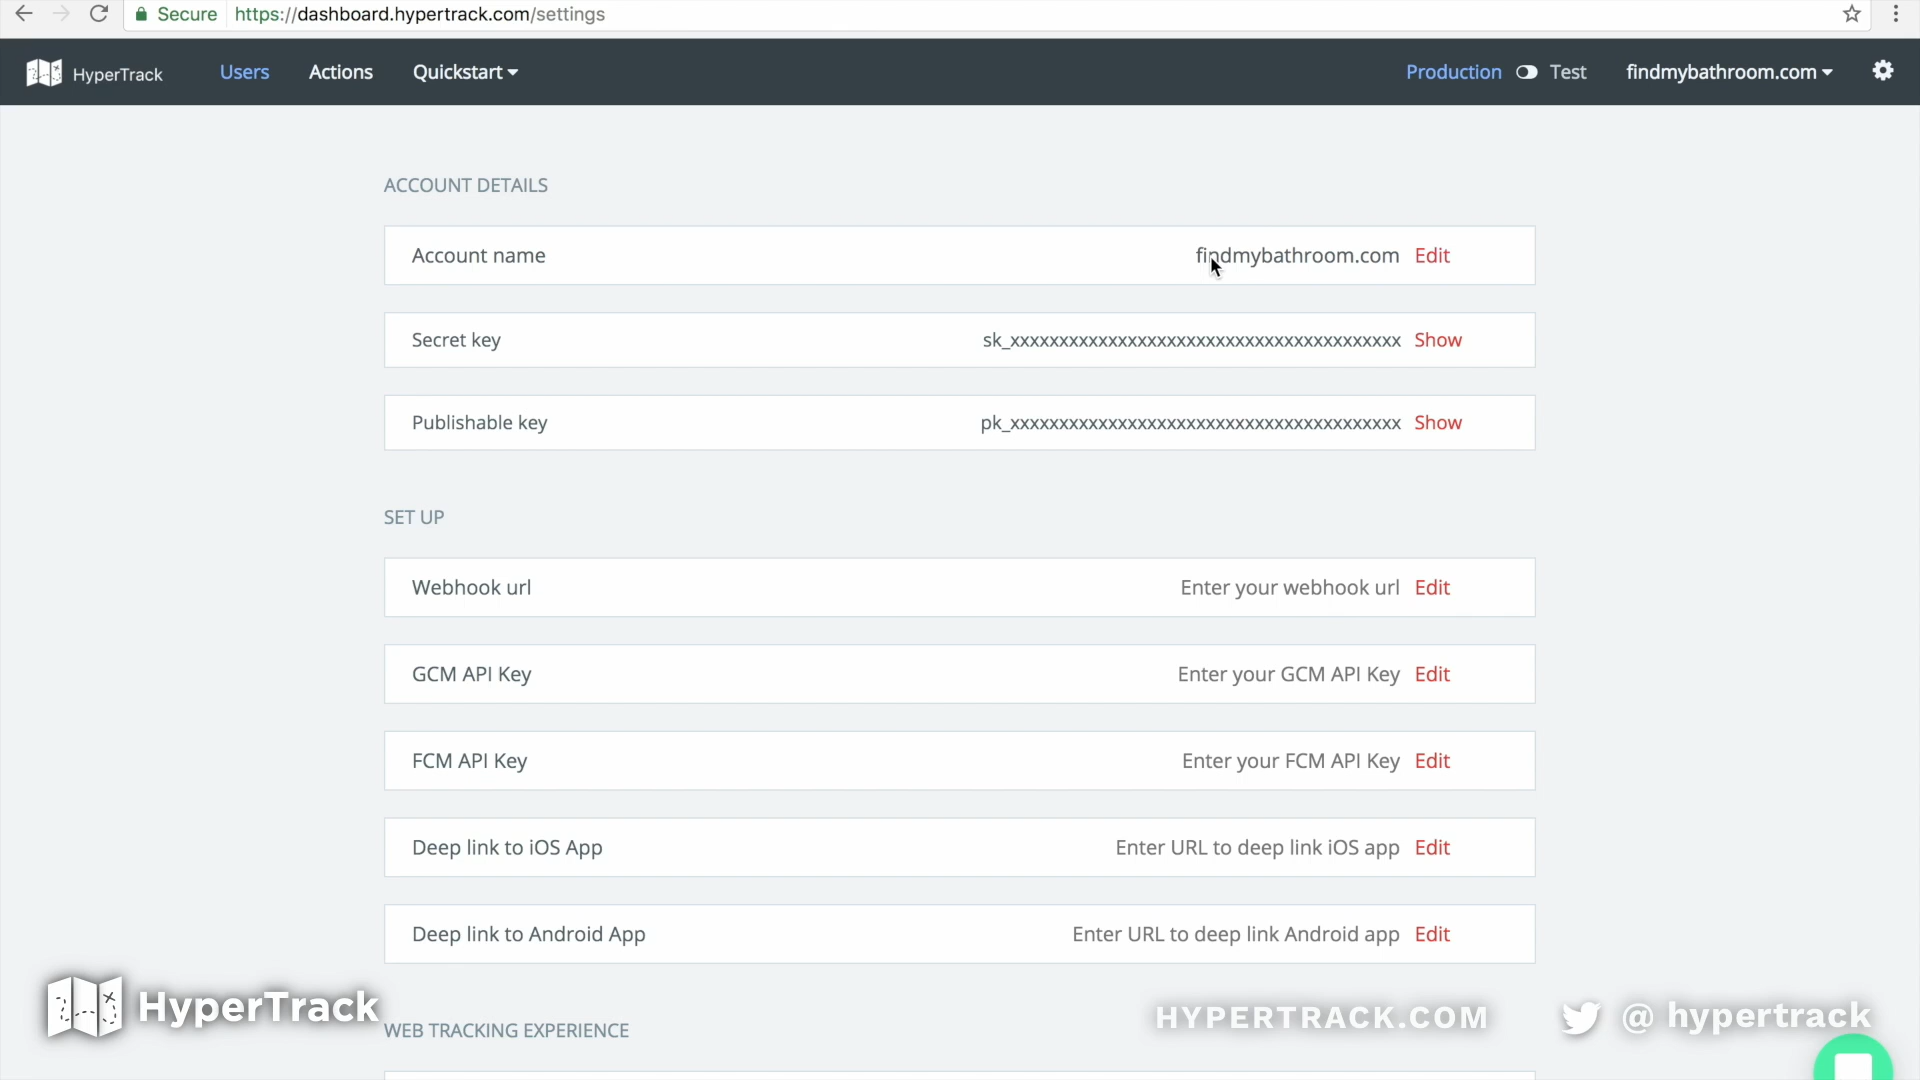 Secure https://dashboard.hypertrack.com/settings
HyperTrack Users Actions Quickstart Production Test findmybathroom.com
ACCOUNT DETAILS
Account name findmybathroom.com Edit
Secret key sk_xxxxxxxxxxxxxxxxxxxxxxxxxxxxxxxxxxxxxxxx Show
Publishable key pk_xxxxxxxxxxxxxxxxxxxxxxxxxxxxxxxxxxxxxxxx Show
SET UP
Webhook url Enter your webhook url Edit
GCM API Key Enter your GCM API Key Edit
FCM API Key Enter your FCM API Key Edit
Deep link to iOS App Enter URL to deep link iOS app Edit
Deep link to Android App Enter URL to deep link Android app Edit
HyperTrack HYPERTRACK.COM @ hypertrack
WEB TRACKING EXPERIENCE